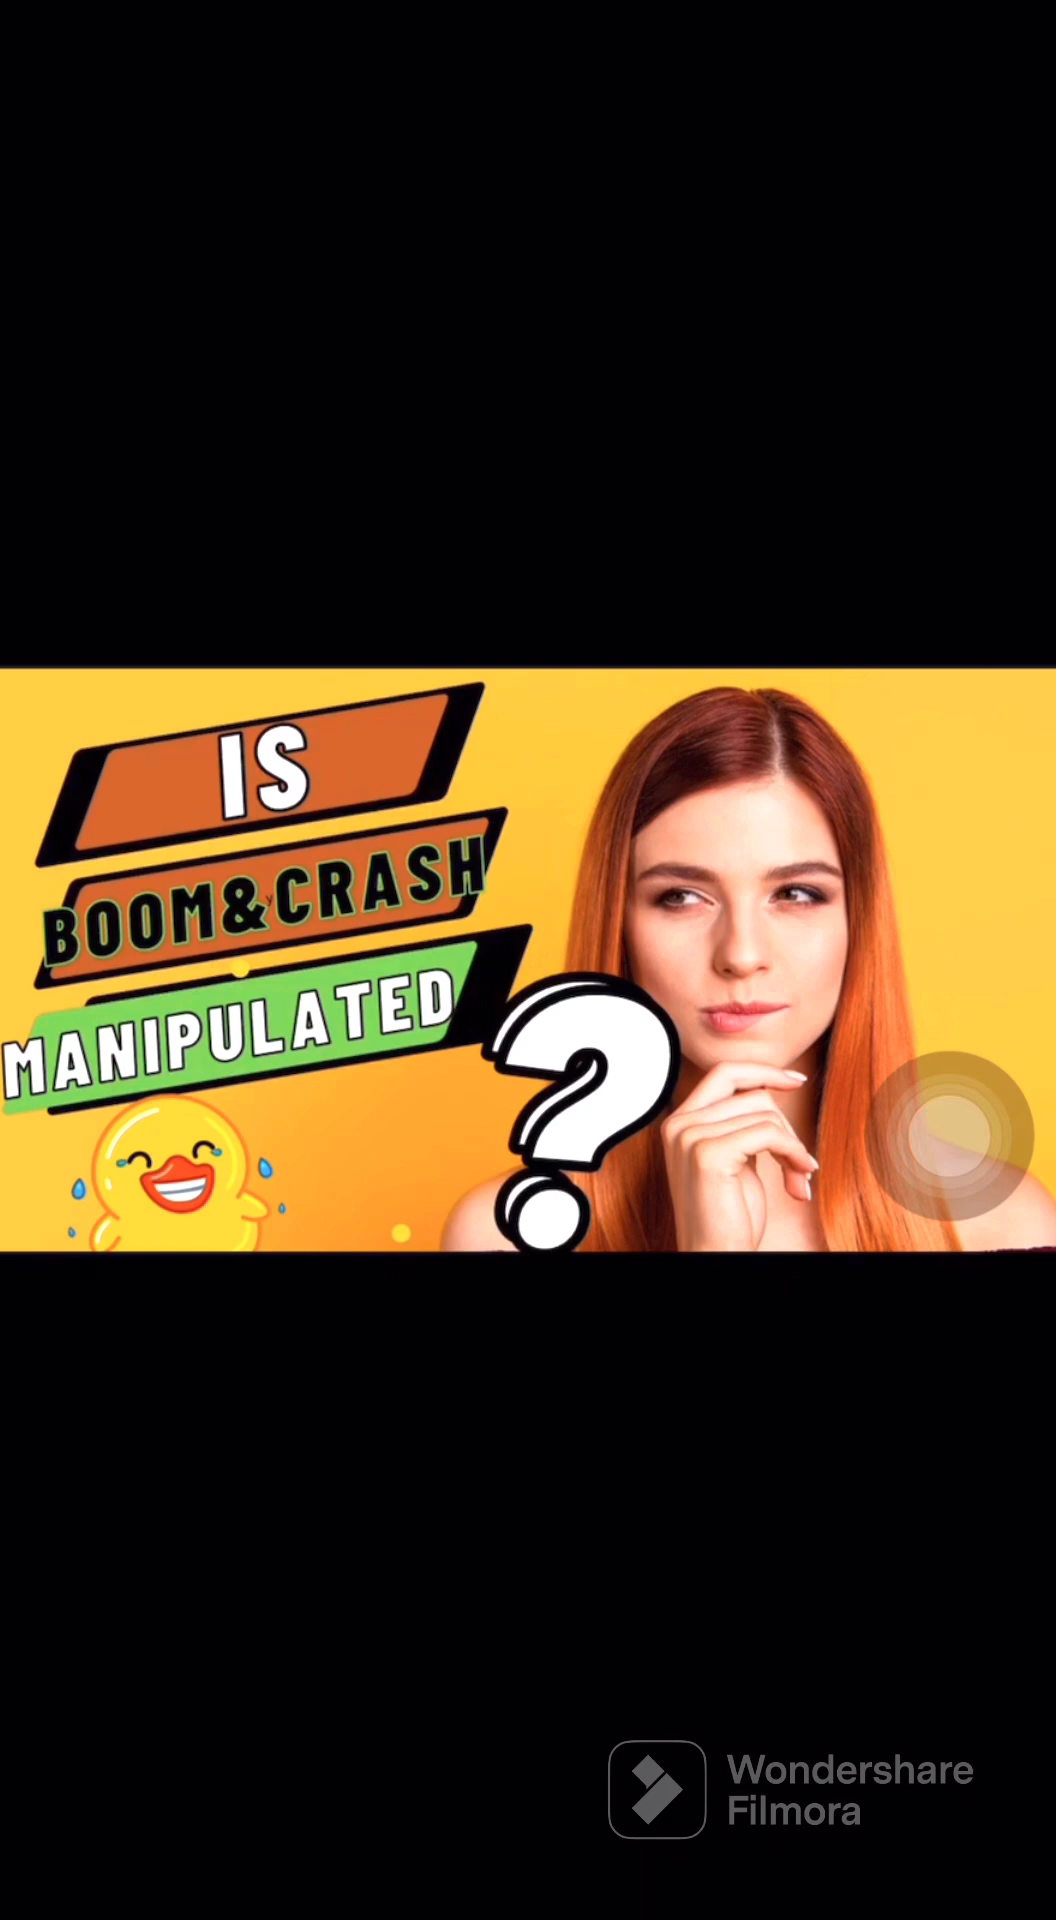 IS
BOOM&CRASH
MANIPULATED
?
Wondershare
Filmora